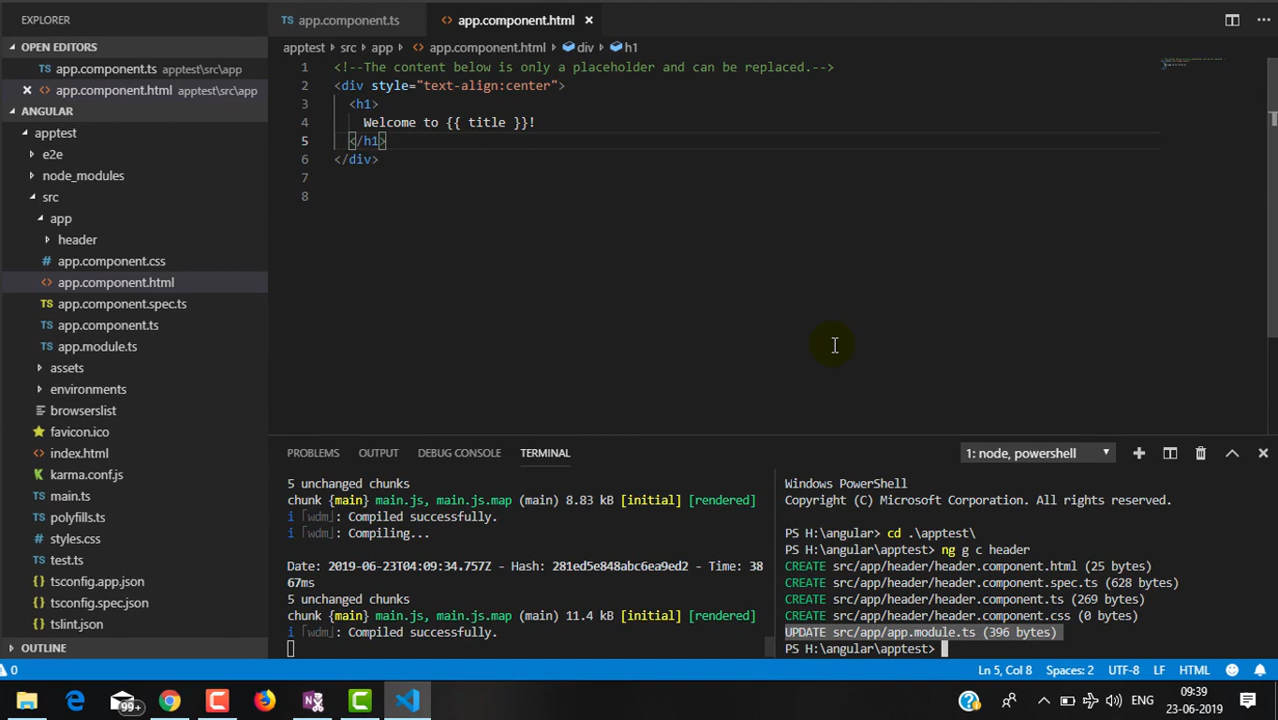 EXPLORER
OPEN EDITORS
TS app.component.ts apptest\src\app
<> app.component.html apptest\src\app
ANGULAR
apptest
e2e
node_modules
src
app
header
# app.component.css
<> app.component.html
TS app.component.spec.ts
TS app.component.ts
TS app.module.ts
assets
environments
browserslist
favicon.ico
<> index.html
karma.conf.js
TS main.ts
TS polyfills.ts
# styles.css
TS test.ts
{} tsconfig.app.json
{} tsconfig.spec.json
{} tslint.json
OUTLINE
TS app.component.ts <> app.component.html
apptest › src › app › <> app.component.html › div › h1
1 <!--The content below is only a placeholder and can be replaced.-->
2 <div style="text-align:center">
3 <h1>
4 Welcome to {{ title }}!
5 </h1>
6 </div>
7
8
PROBLEMS OUTPUT DEBUG CONSOLE TERMINAL 1: node, powershell
5 unchanged chunks
chunk {main} main.js, main.js.map (main) 8.83 kB [initial] [rendered]
i ｢wdm｣: Compiled successfully.
i ｢wdm｣: Compiling...
Date: 2019-06-23T04:09:34.757Z - Hash: 281ed5e848abc6ea9ed2 - Time: 38
67ms
5 unchanged chunks
chunk {main} main.js, main.js.map (main) 11.4 kB [initial] [rendered]
i ｢wdm｣: Compiled successfully.
Windows PowerShell
Copyright (C) Microsoft Corporation. All rights reserved.
PS H:\angular> cd .\apptest\
PS H:\angular\apptest> ng g c header
CREATE src/app/header/header.component.html (25 bytes)
CREATE src/app/header/header.component.spec.ts (628 bytes)
CREATE src/app/header/header.component.ts (269 bytes)
CREATE src/app/header/header.component.css (0 bytes)
UPDATE src/app/app.module.ts (396 bytes)
PS H:\angular\apptest>
0 Ln 5, Col 8 Spaces: 2 UTF-8 LF HTML
99+
ENG
09:39
23-06-2019